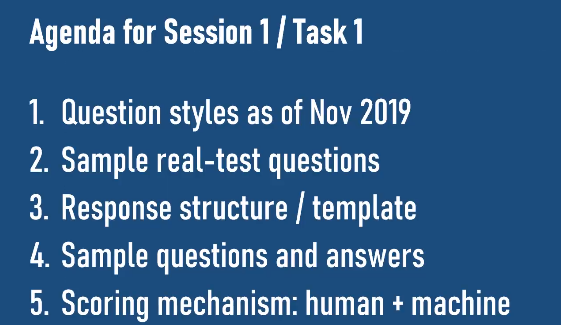 Agenda for Session 1 / Task 1
1. Question styles as of Nov 2019
2. Sample real-test questions
3. Response structure / template
4. Sample questions and answers
5. Scoring mechanism: human + machine